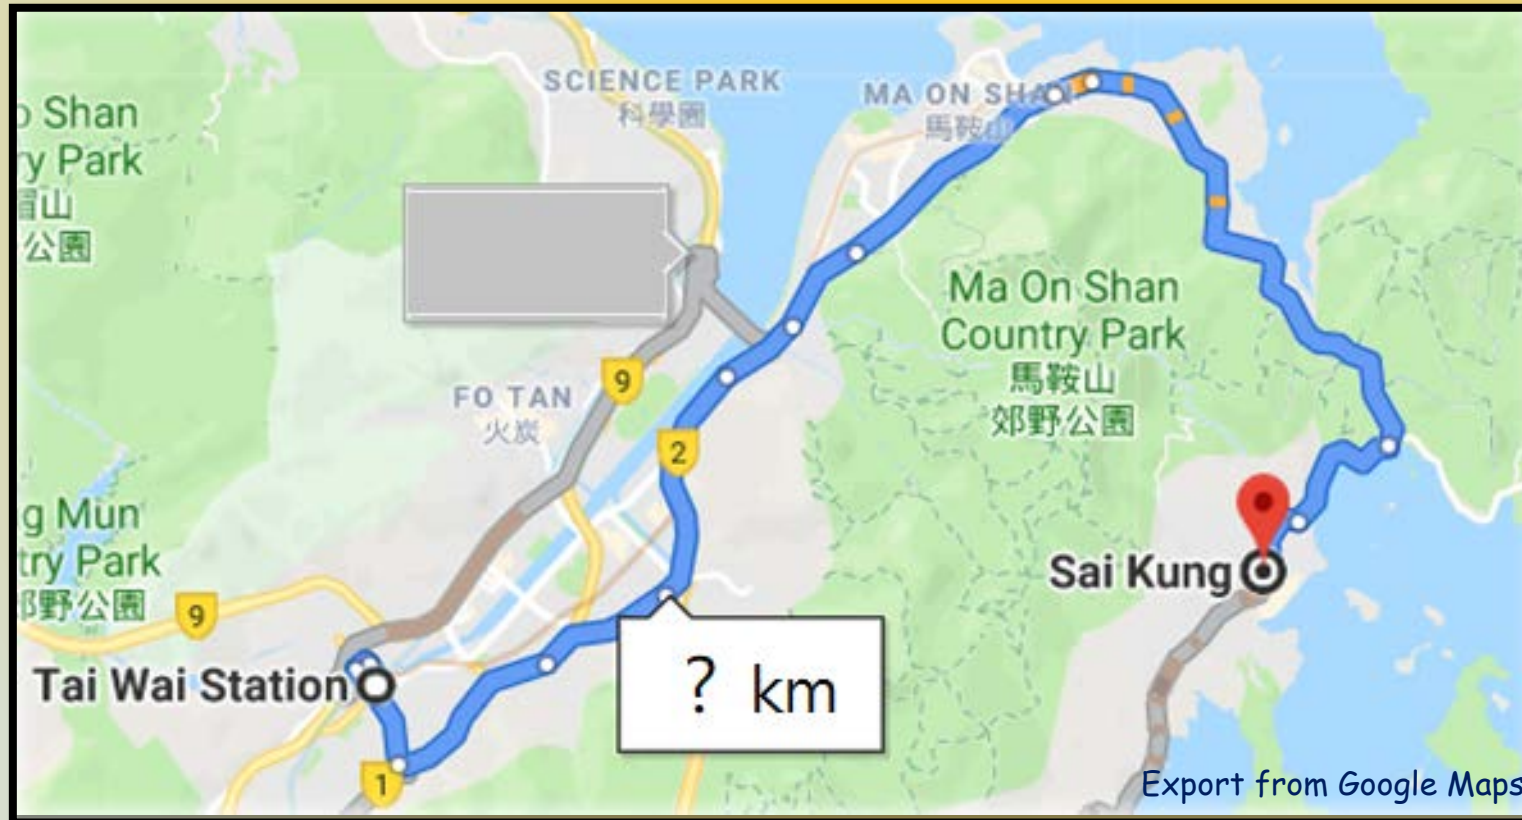 SCIENCE PARK
科學園
MA ON SHAN
馬鞍山
o Shan
ry Park
帽山
公園
Ma On Shan
Country Park
馬鞍山
郊野公園
9
FO TAN
火炭
2
g Mun
try Park
郊野公園
9
Sai Kung
Tai Wai Station
? km
1
Export from Google Maps